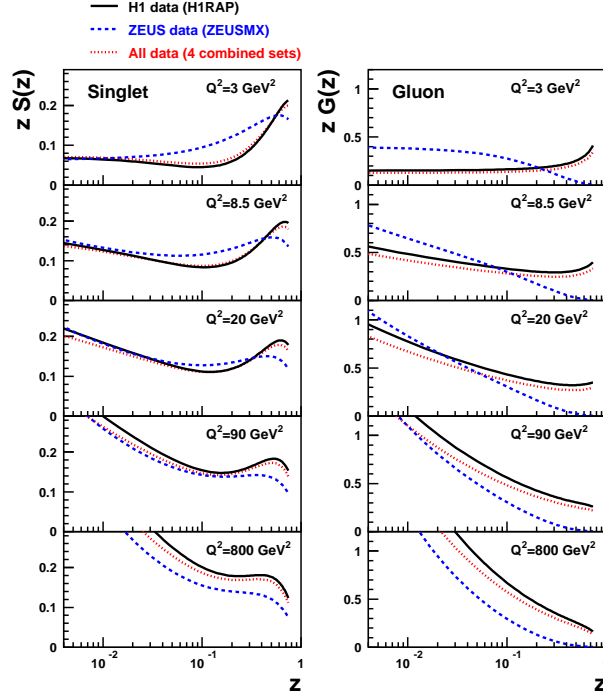 H1 data (H1RAP)
ZEUS data (ZEUSMX)
All data (4 combined sets)
z S(z)
z G(z)
Singlet
Q²=3 GeV²
Gluon
Q²=3 GeV²
0.2
0.1
0
1
0.5
0
Q²=8.5 GeV²
Q²=8.5 GeV²
0.2
0.1
0
1
0.5
0
Q²=20 GeV²
Q²=20 GeV²
0.2
0.1
0
1
0.5
0
Q²=90 GeV²
Q²=90 GeV²
0.2
0.1
0
1
0.5
0
Q²=800 GeV²
Q²=800 GeV²
0.2
0.1
0
1
0.5
0
10⁻² 10⁻¹ 1
10⁻² 10⁻¹ 1
z
z